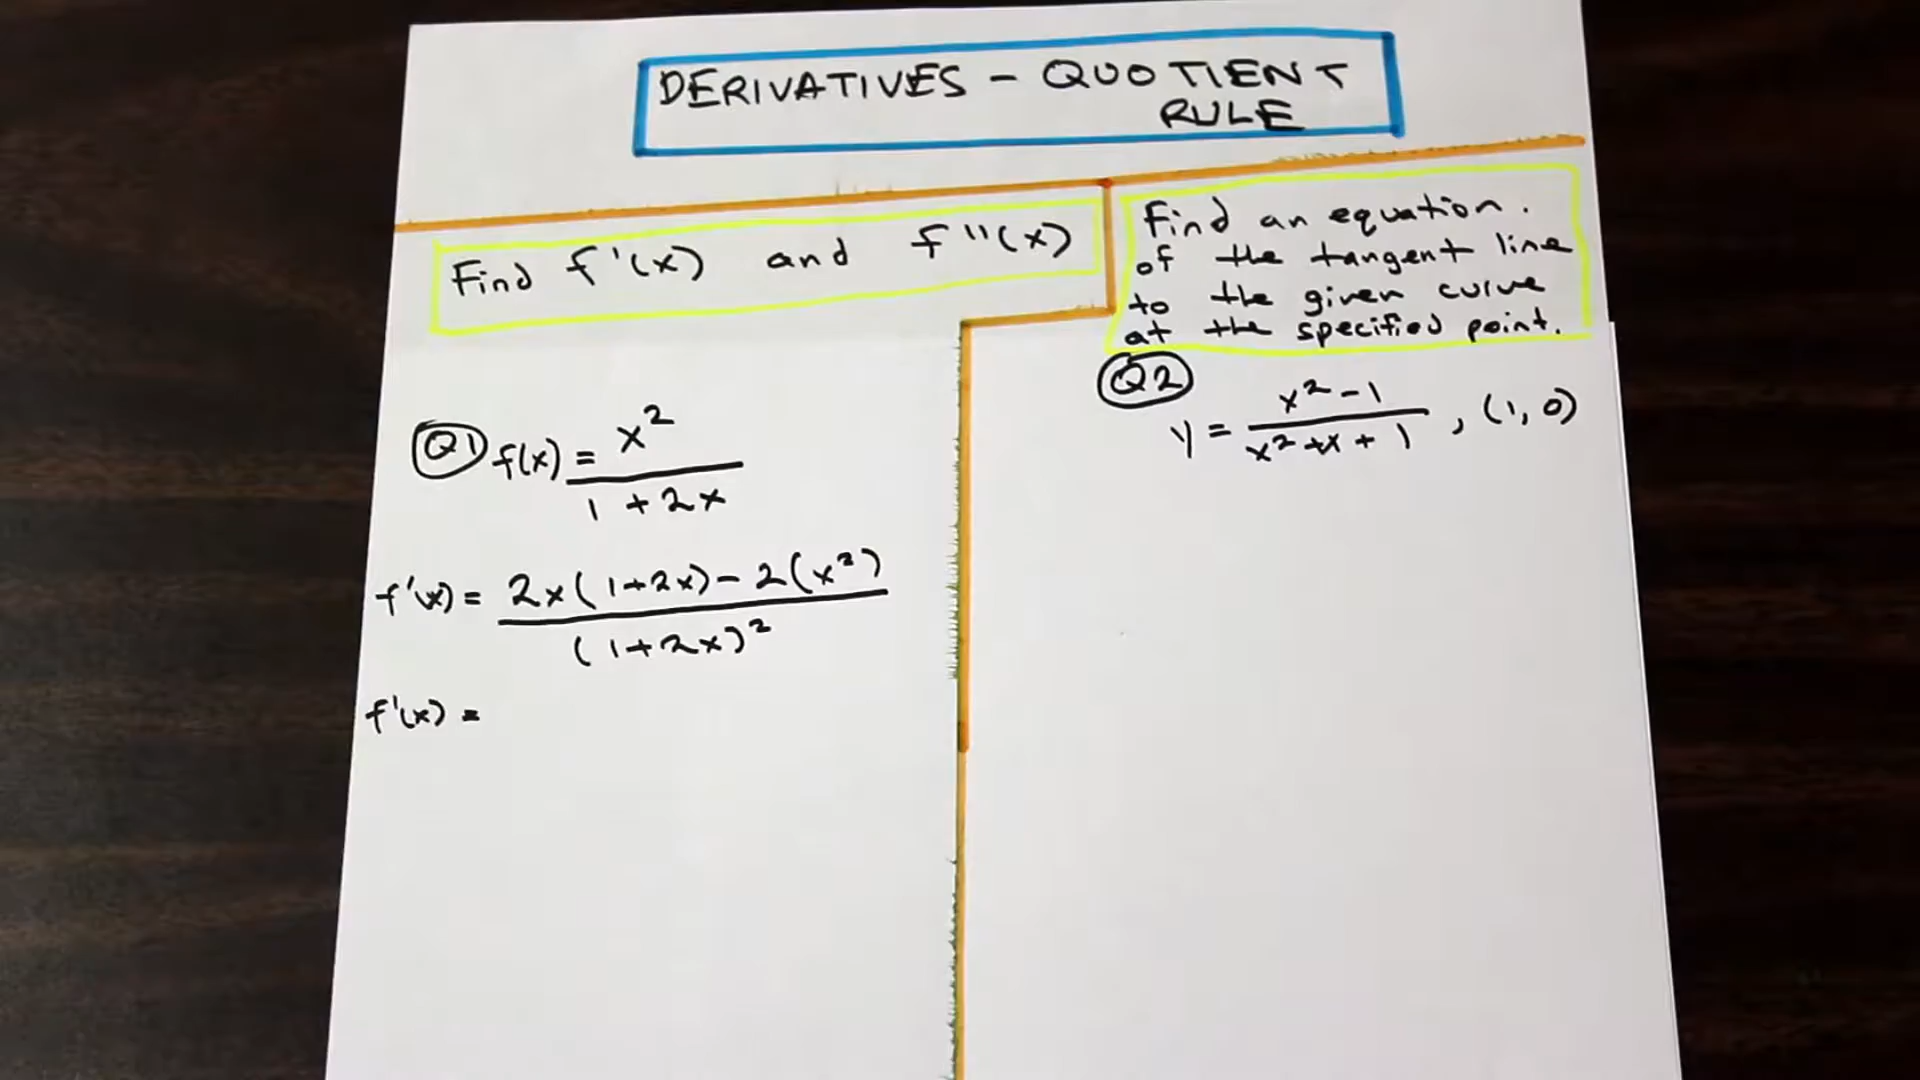 DERIVATIVES - QUOTIENT
RULE
Find f'(x) and f''(x)
Find an equation.
of the tangent line
to the given curve
at the specified point.
Q1 f(x) = x²
1 + 2x
f'(x) = 2x(1+2x) - 2(x²)
(1+2x)²
f'(x) =
Q2
y = x² - 1
x² + x + 1 , (1, 0)